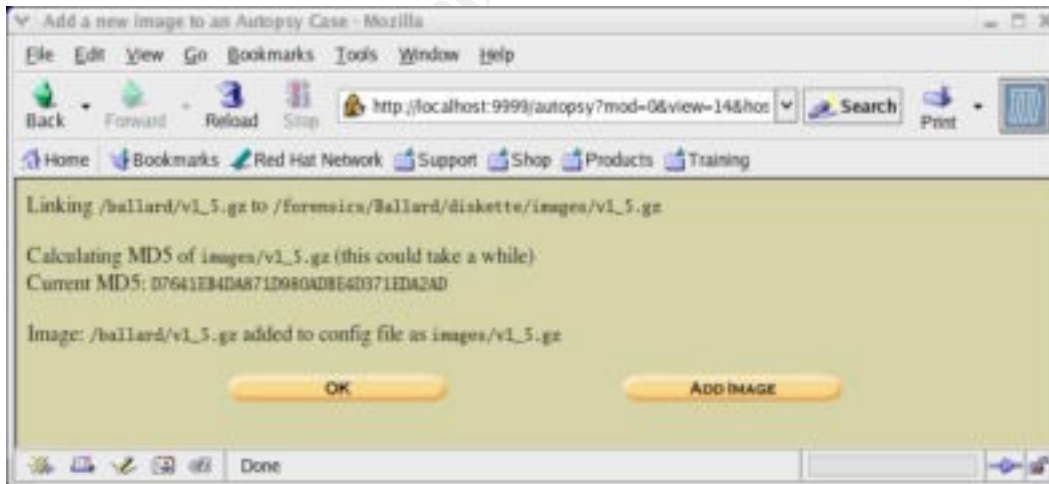 Add a new image to an Autopsy Case - Mozilla
File Edit View Go Bookmarks Tools Window Help
Back Forward Reload Stop http://localhost:9999/autopsy?mod=0&view=14&hos Search Print
Home Bookmarks Red Hat Network Support Shop Products Training
Linking /ballard/v1_5.gz to /forensics/Ballard/diskette/images/v1_5.gz
Calculating MD5 of images/v1_5.gz (this could take a while)
Current MD5: D7641EB4DA871D980ADBE4D371EDA2AD
Image: /ballard/v1_5.gz added to config file as images/v1_5.gz
OK ADD IMAGE
Done